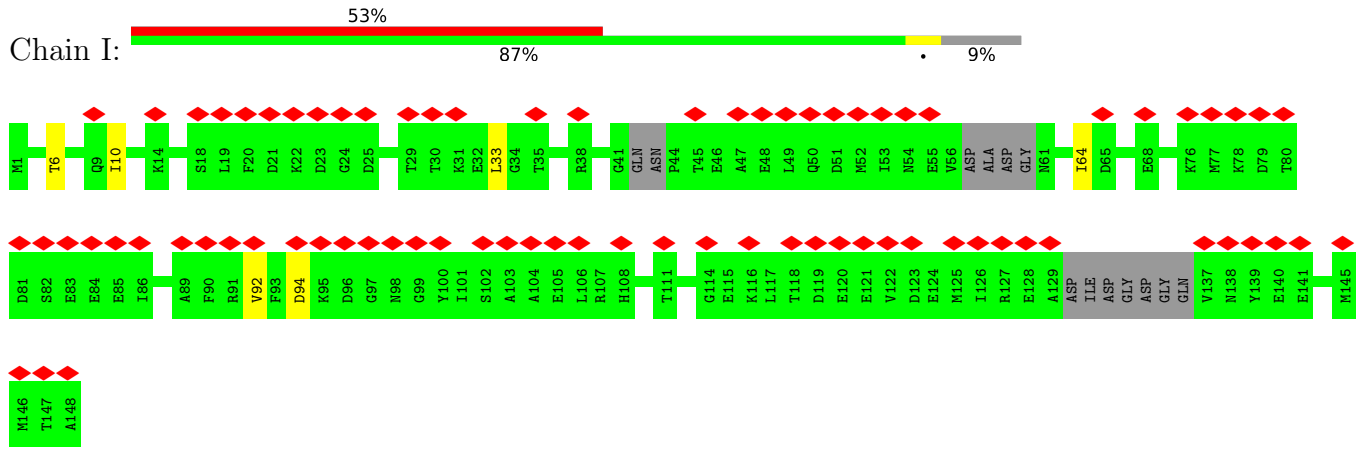 53%
Chain I:
87% • 9%
M1 T6 Q9 I10 K14 S18 L19 F20 D21 K22 D23 G24 D25 T29 T30 K31 E32 L33 G34 T35 R38 G41 GLN ASN P44 T45 E46 A47 E48 L49 Q50 D51 M52 I53 N54 E55 V56 ASP ALA ASP GLY N61 I64 D65 E68 K76 M77 K78 D79 T80
D81 S82 E83 E84 E85 I86 A89 F90 R91 V92 F93 D94 K95 D96 G97 N98 G99 Y100 I101 S102 A103 A104 E105 L106 R107 H108 T111 G114 E115 K116 L117 T118 D119 E120 E121 V122 D123 E124 M125 I126 R127 E128 A129 ASP ILE ASP GLY ASP GLY GLN V137 N138 Y139 E140 E141 M145
M146 T147 A148